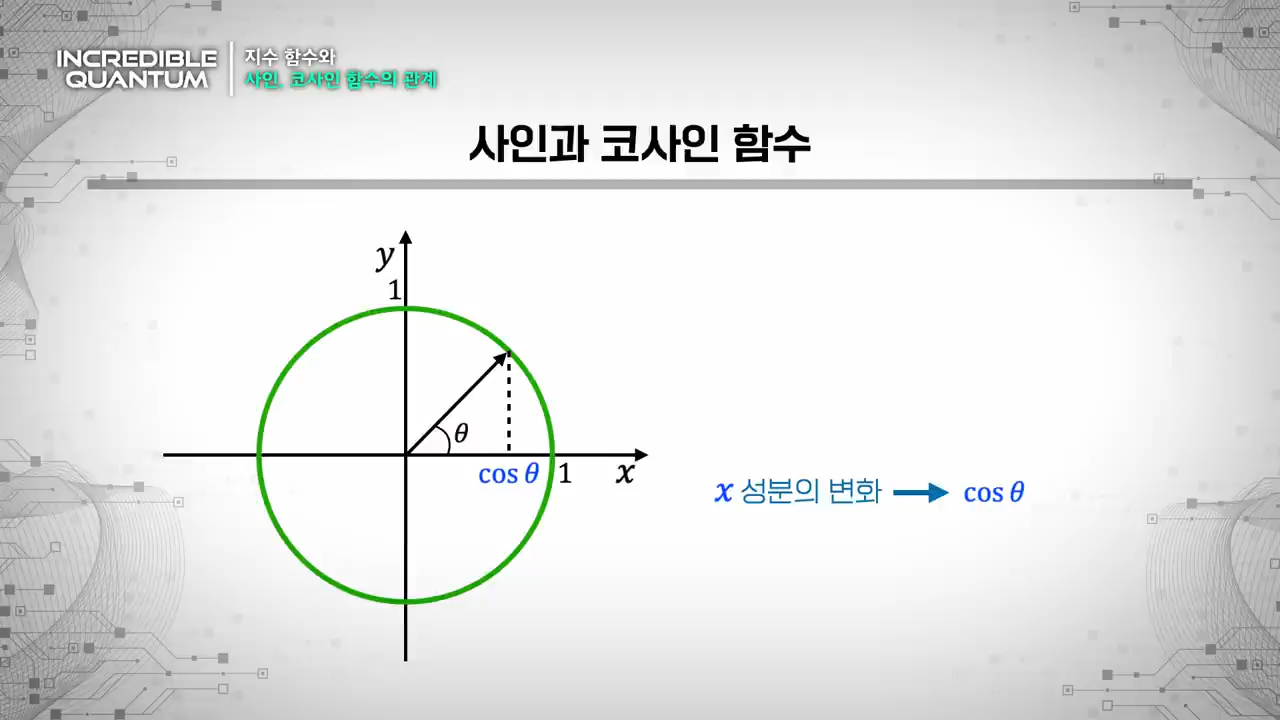 INCREDIBLE
QUANTUM
지수 함수와
사인, 코사인 함수의 관계
사인과 코사인 함수
y
1
θ
cos θ
1
x
x 성분의 변화
cos θ